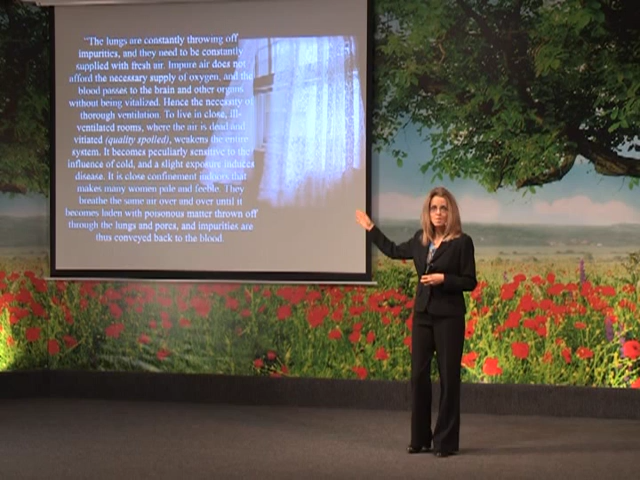 "The lungs are constantly throwing off
impurities, and they need to be constantly
supplied with fresh air. Impure air does not
afford the necessary supply of oxygen, and the
blood passes to the brain and other organs
without being vitalized. Hence the necessity of
thorough ventilation. To live in close, ill-
ventilated rooms, where the air is dead and
vitiated (quality spoiled), weakens the entire
system. It becomes peculiarly sensitive to the
influence of cold, and a slight exposure induces
disease. It is close confinement indoors that
makes many women pale and feeble. They
breathe the same air over and over until it
becomes laden with poisonous matter thrown off
through the lungs and pores, and impurities are
thus conveyed back to the blood.